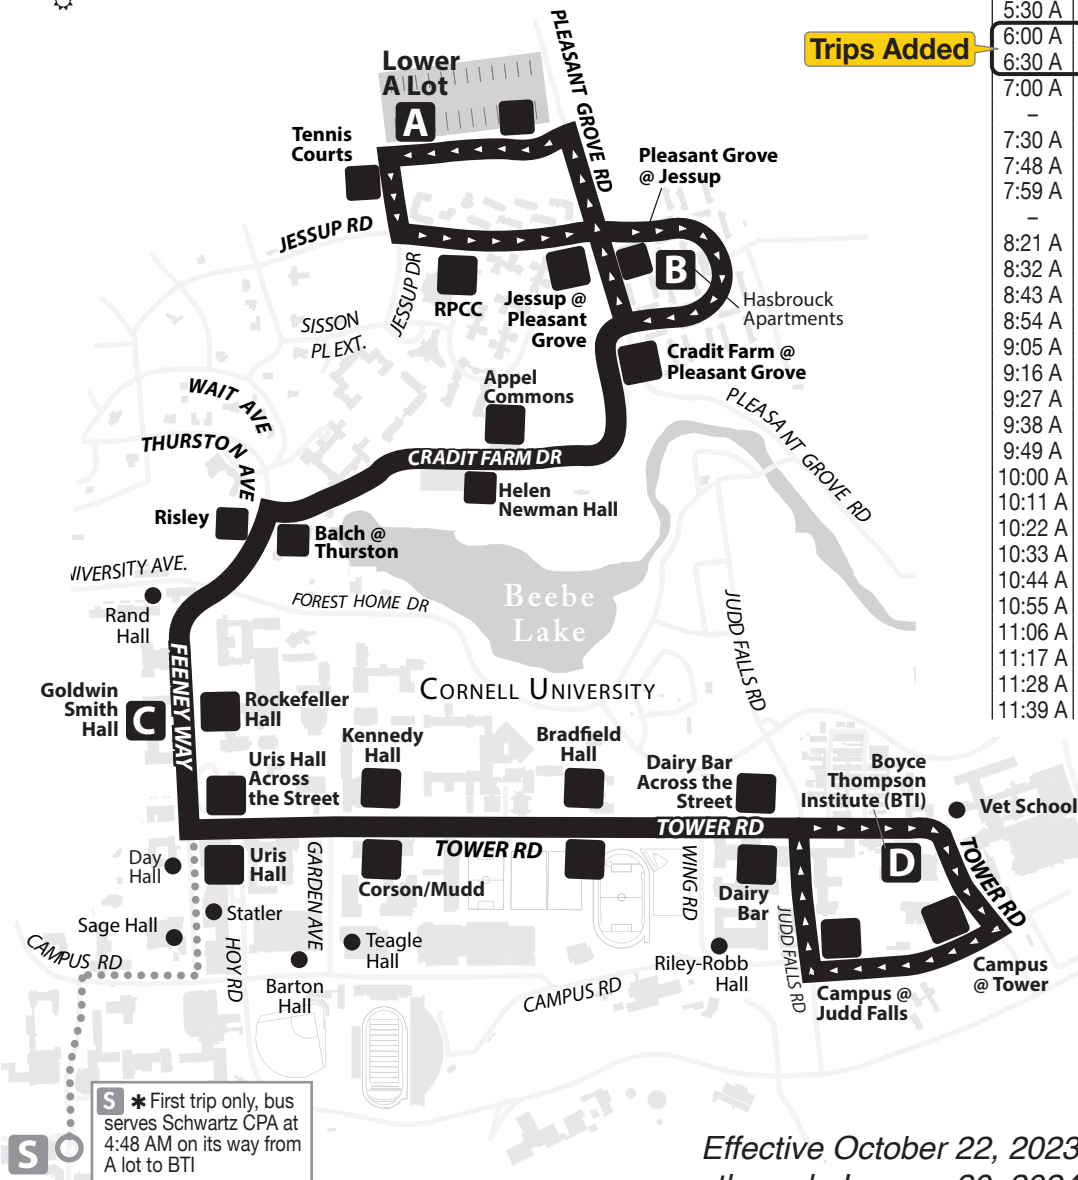 5:30 A
6:00 A
6:30 A
7:00 A
–
7:30 A
7:48 A
7:59 A
–
8:21 A
8:32 A
8:43 A
8:54 A
9:05 A
9:16 A
9:27 A
9:38 A
9:49 A
10:00 A
10:11 A
10:22 A
10:33 A
10:44 A
10:55 A
11:06 A
11:17 A
11:28 A
11:39 A
Trips Added
PLEASANT GROVE RD
Lower
A Lot
A
Tennis
Courts
Pleasant Grove
@ Jessup
JESSUP RD
JESSUP DR
B
RPCC
Jessup @
Pleasant
Grove
Hasbrouck
Apartments
SISSON
PL EXT.
Cradit Farm @
Pleasant Grove
Appel
Commons
WAIT AVE
PLEASANT GROVE RD
THURSTON AVE
CRADIT FARM DR
Helen
Newman Hall
Risley
Balch @
Thurston
NIVERSITY AVE.
Rand
Hall
FOREST HOME DR
Beebe
Lake
JUDD FALLS RD
FEENEY WAY
Goldwin
Smith
Hall
C
Rockefeller
Hall
CORNELL UNIVERSITY
Kennedy
Hall
Bradfield
Hall
Uris Hall
Across
the Street
Dairy Bar
Across the
Street
Boyce
Thompson
Institute (BTI)
Vet School
TOWER RD
TOWER RD
TOWER RD
Day
Hall
Uris
Hall
GARDEN AVE
Corson/Mudd
WING RD
Dairy
Bar
D
Statler
Sage Hall
CAMPUS RD
HOY RD
Teagle
Hall
Barton
Hall
Riley-Robb
Hall
JUDD FALLS RD
CAMPUS RD
Campus @
Judd Falls
Campus
@ Tower
S ✱ First trip only, bus
serves Schwartz CPA at
4:48 AM on its way from
A lot to BTI
S
Effective October 22, 2023